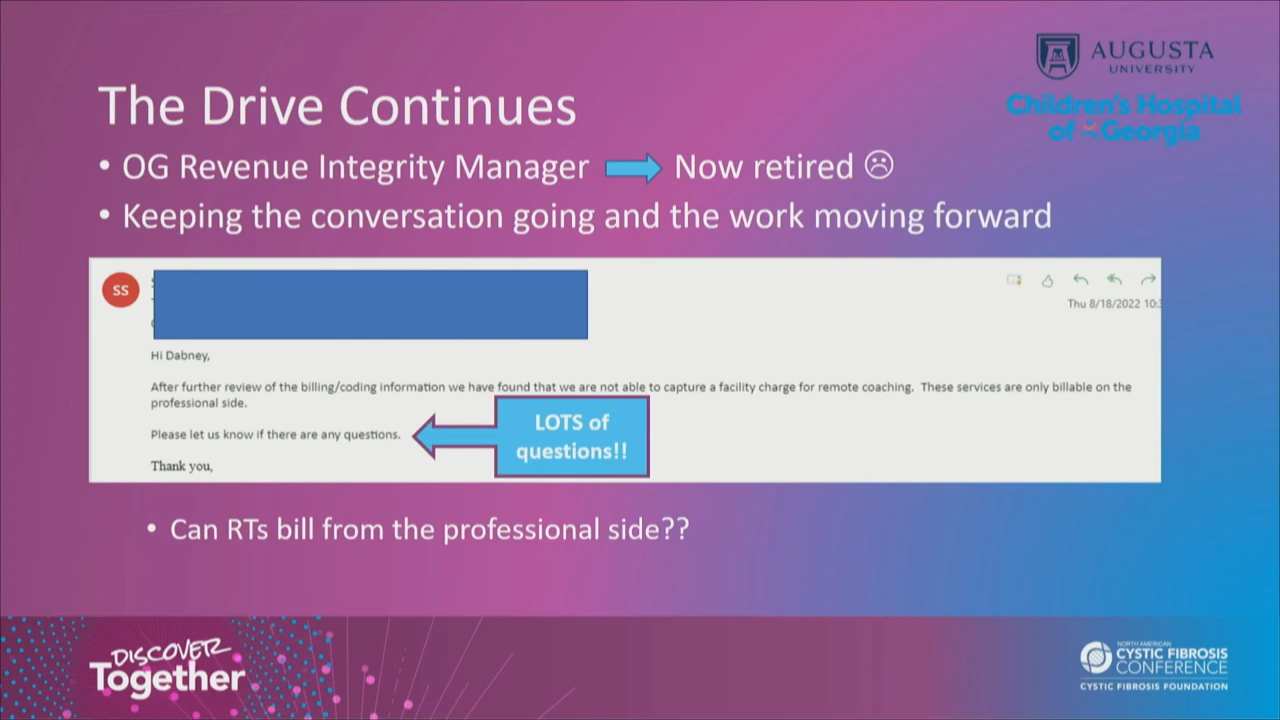 AUGUSTA
UNIVERSITY
Children's Hospital
of Georgia
The Drive Continues
• OG Revenue Integrity Manager Now retired ☹
• Keeping the conversation going and the work moving forward
SS
Thu 8/18/2022 10:3
Hi Dabney,
After further review of the billing/coding information we have found that we are not able to capture a facility charge for remote coaching. These services are only billable on the
professional side.
Please let us know if there are any questions.
LOTS of
questions!!
Thank you,
• Can RTs bill from the professional side??
DISCOVER
Together
NORTH AMERICAN
CYSTIC FIBROSIS
CONFERENCE
CYSTIC FIBROSIS FOUNDATION